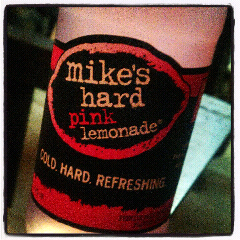 mike's
hard
pink
lemonade®
COLD. HARD. REFRESHING.